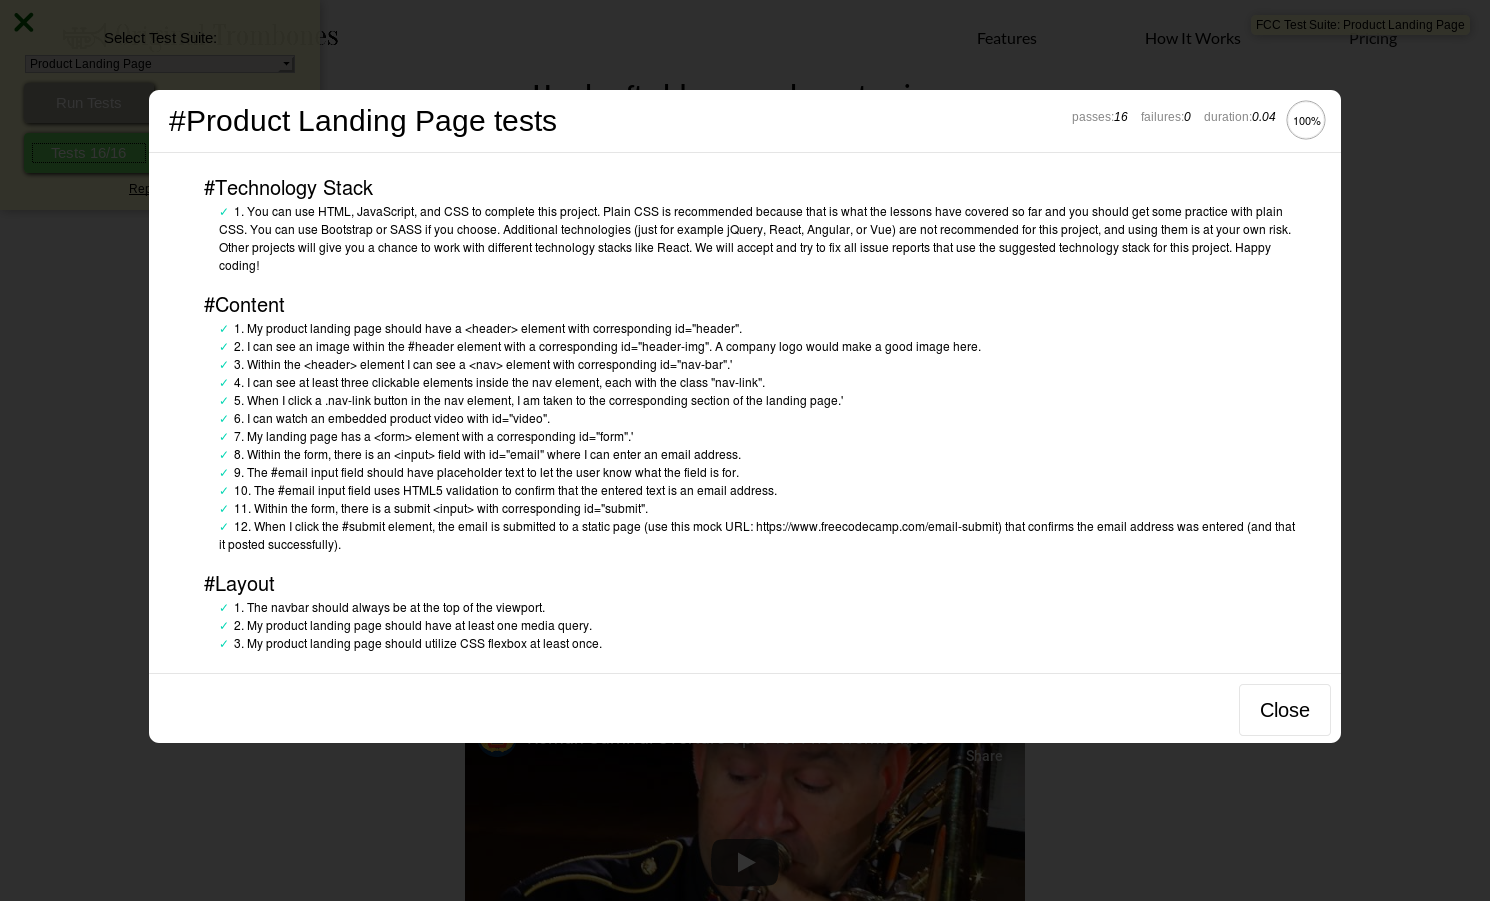 Select Test Suite:
Product Landing Page
Run Tests
Tests 16/16
Features
How It Works
Pricing
FCC Test Suite: Product Landing Page
#Product Landing Page tests
passes:16 failures:0 duration:0.04 100%
#Technology Stack
✓ 1. You can use HTML, JavaScript, and CSS to complete this project. Plain CSS is recommended because that is what the lessons have covered so far and you should get some practice with plain
CSS. You can use Bootstrap or SASS if you choose. Additional technologies (just for example jQuery, React, Angular, or Vue) are not recommended for this project, and using them is at your own risk.
Other projects will give you a chance to work with different technology stacks like React. We will accept and try to fix all issue reports that use the suggested technology stack for this project. Happy
coding!
#Content
✓ 1. My product landing page should have a <header> element with corresponding id="header".
✓ 2. I can see an image within the #header element with a corresponding id="header-img". A company logo would make a good image here.
✓ 3. Within the <header> element I can see a <nav> element with corresponding id="nav-bar".'
✓ 4. I can see at least three clickable elements inside the nav element, each with the class "nav-link".
✓ 5. When I click a .nav-link button in the nav element, I am taken to the corresponding section of the landing page.'
✓ 6. I can watch an embedded product video with id="video".
✓ 7. My landing page has a <form> element with a corresponding id="form".'
✓ 8. Within the form, there is an <input> field with id="email" where I can enter an email address.
✓ 9. The #email input field should have placeholder text to let the user know what the field is for.
✓ 10. The #email input field uses HTML5 validation to confirm that the entered text is an email address.
✓ 11. Within the form, there is a submit <input> with corresponding id="submit".
✓ 12. When I click the #submit element, the email is submitted to a static page (use this mock URL: https://www.freecodecamp.com/email-submit) that confirms the email address was entered (and that
it posted successfully).
#Layout
✓ 1. The navbar should always be at the top of the viewport.
✓ 2. My product landing page should have at least one media query.
✓ 3. My product landing page should utilize CSS flexbox at least once.
Close
Share